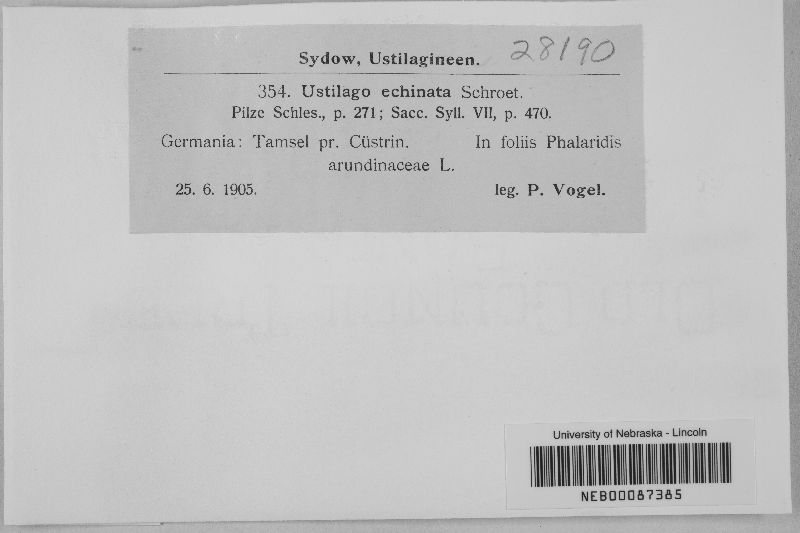 Sydow, Ustilagineen. 28190
354. Ustilago echinata Schroet.
Pilze Schles., p. 271; Sacc. Syll. VII, p. 470.
Germania: Tamsel pr. Cüstrin. In foliis Phalaridis
arundinaceae L.
25. 6. 1905. leg. P. Vogel.
University of Nebraska - Lincoln
NEB00087385